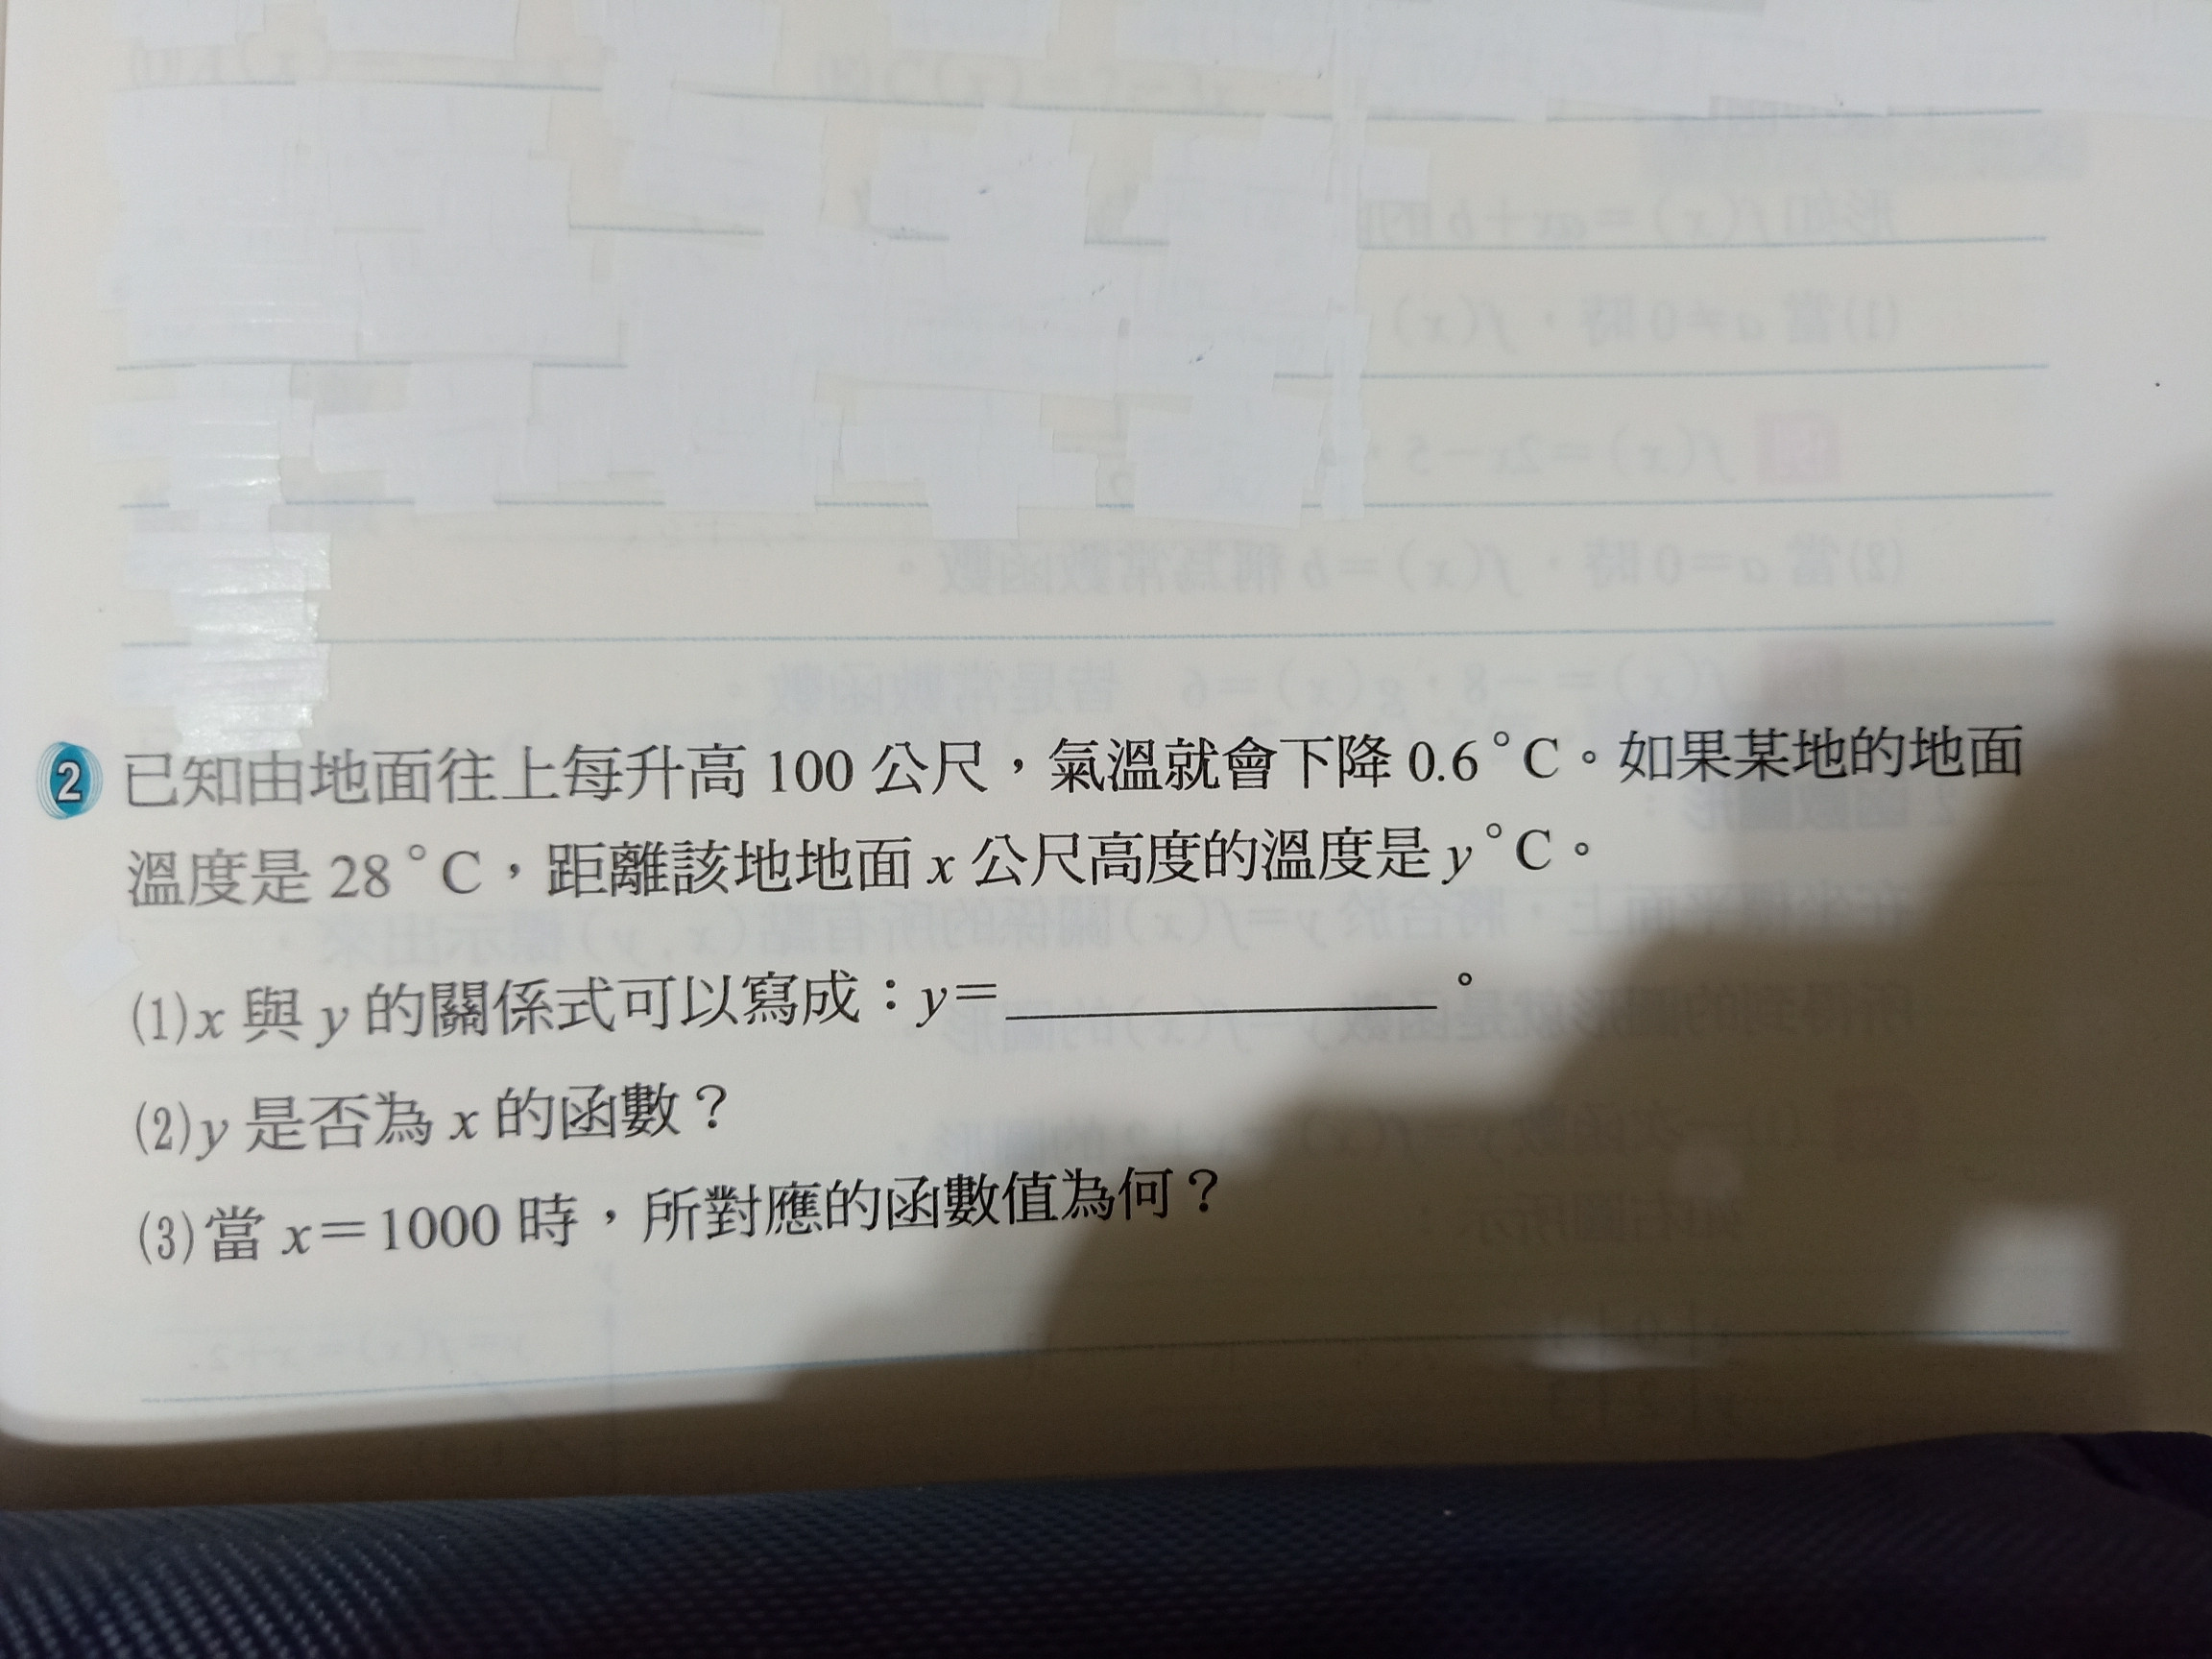 2 已知由地面往上每升高 100 公尺，氣溫就會下降 0.6°C。如果某地的地面
溫度是 28°C，距離該地地面 x 公尺高度的溫度是 y°C。
(1) x 與 y 的關係式可以寫成：y=＿＿＿＿＿＿。
(2) y 是否為 x 的函數？
(3) 當 x=1000 時，所對應的函數值為何？